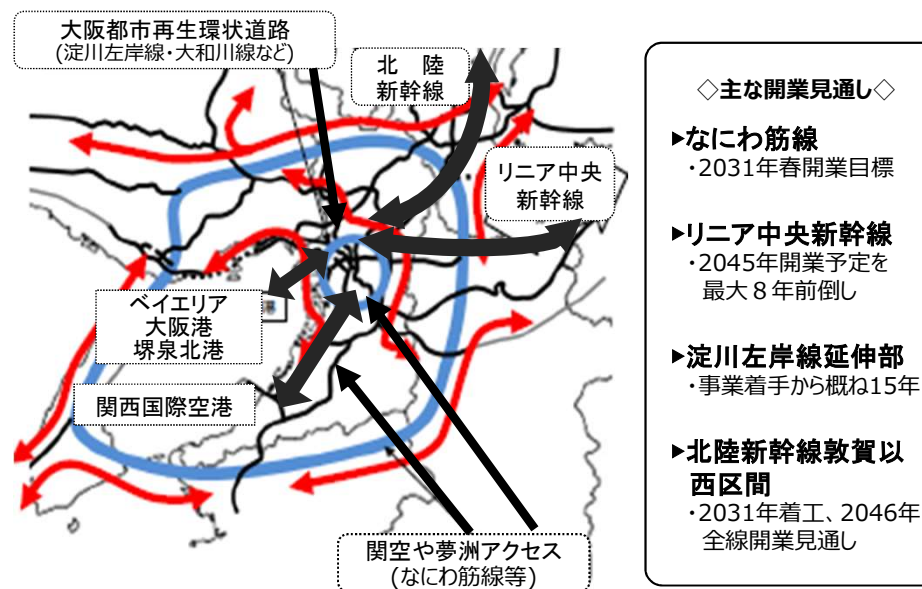 大阪都市再生環状道路
(淀川左岸線・大和川線など)
北　陸
新幹線
リニア中央
新幹線
ベイエリア
大阪港
堺泉北港
関西国際空港
関空や夢洲アクセス
(なにわ筋線等)
◇主な開業見通し◇
▶なにわ筋線
・2031年春開業目標
▶リニア中央新幹線
・2045年開業予定を
最大８年前倒し
▶淀川左岸線延伸部
・事業着手から概ね15年
▶北陸新幹線敦賀以
西区間
・2031年着工、2046年
全線開業見通し